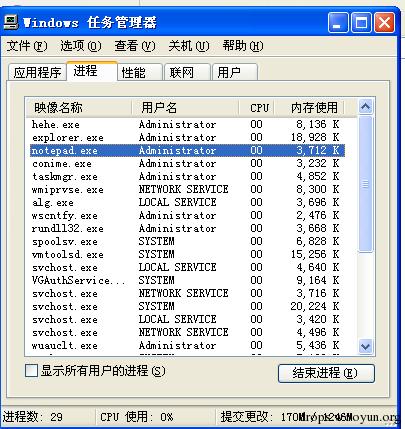 Windows 任务管理器
文件(F) 选项(O) 查看(V) 关机(U) 帮助(H)
应用程序 进程 性能 联网 用户
映像名称 用户名 CPU 内存使用
hehe.exe Administrator 00 8,136 K
explorer.exe Administrator 00 18,928 K
notepad.exe Administrator 00 3,712 K
conime.exe Administrator 00 3,232 K
taskmgr.exe Administrator 00 4,852 K
wmiprvse.exe NETWORK SERVICE 00 8,300 K
alg.exe LOCAL SERVICE 00 3,696 K
wscntfy.exe Administrator 00 2,476 K
rundll32.exe Administrator 00 3,668 K
spoolsv.exe SYSTEM 00 6,828 K
vmtoolsd.exe SYSTEM 00 15,256 K
svchost.exe LOCAL SERVICE 00 4,640 K
VGAuthService... SYSTEM 00 9,164 K
svchost.exe NETWORK SERVICE 00 3,716 K
svchost.exe SYSTEM 00 20,224 K
svchost.exe LOCAL SERVICE 00 3,420 K
svchost.exe NETWORK SERVICE 00 4,496 K
wuauclt.exe Administrator 00 5,436 K
显示所有用户的进程(S) 结束进程(E)
进程数: 29 CPU 使用: 0% 提交更改: 170M / 1246M